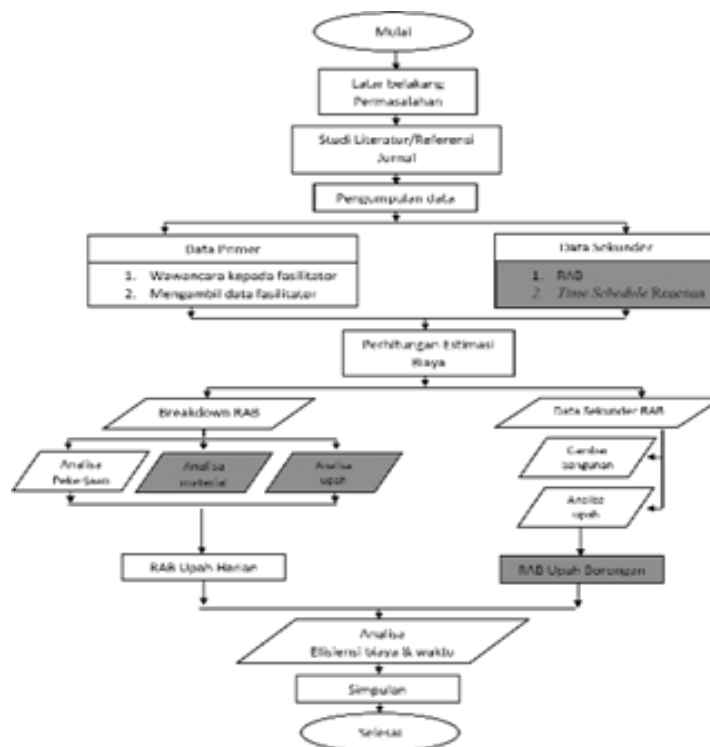 Mulai
Latar belakang
Permasalahan
Studi Literatur/Referensi
Jurnal
Pengumpulan data
Data Primer
1. Wawancara kepada fasilitator
2. Mengambil data fasilitator
Data Sekunder
1. RAB
2. Time Schedule Rencana
Perhitungan Estimasi
Biaya
Breakdown RAB
Data Sekunder RAB
Analisa
Pekerjaan
Analisa
material
Analisa
upah
Gambar
bangunan
Analisa
upah
RAB Upah Harian
RAB Upah Borongan
Analisa
Efisiensi biaya & waktu
Simpulan
Selesai